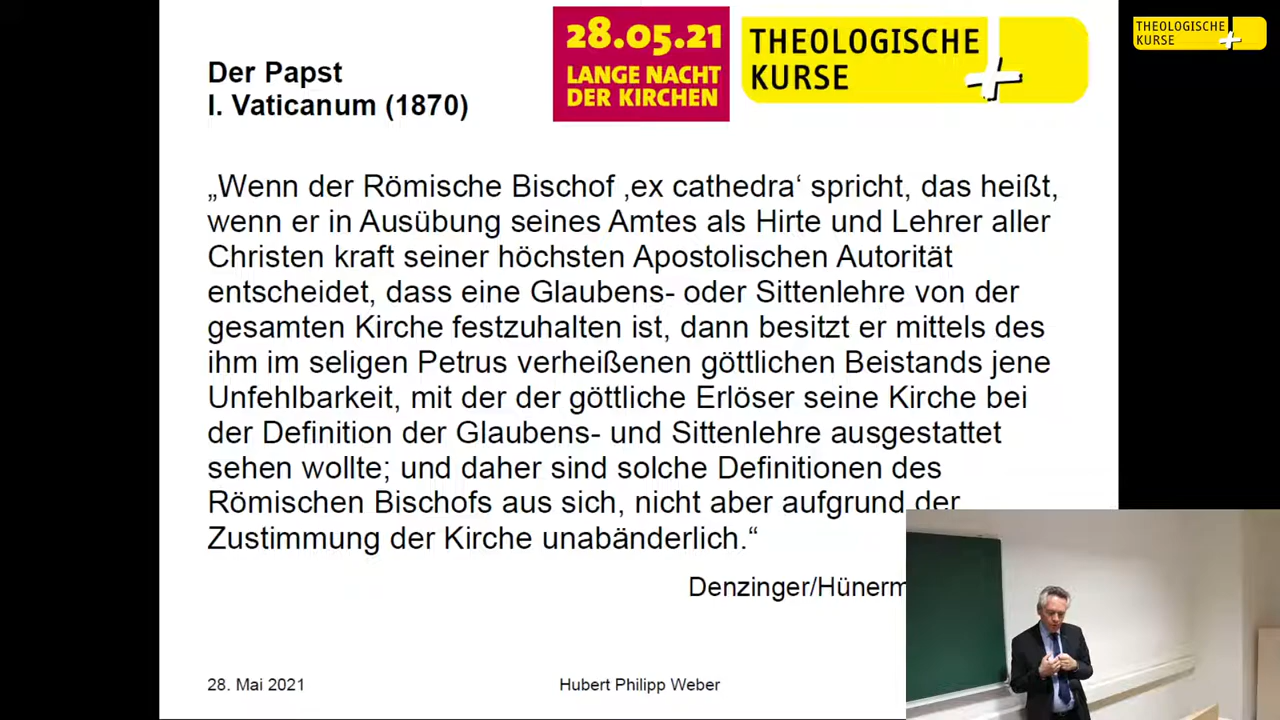 Der Papst
I. Vaticanum (1870)
28.05.21
LANGE NACHT
DER KIRCHEN
THEOLOGISCHE
KURSE
THEOLOGISCHE
KURSE
„Wenn der Römische Bischof ‚ex cathedra‘ spricht, das heißt,
wenn er in Ausübung seines Amtes als Hirte und Lehrer aller
Christen kraft seiner höchsten Apostolischen Autorität
entscheidet, dass eine Glaubens- oder Sittenlehre von der
gesamten Kirche festzuhalten ist, dann besitzt er mittels des
ihm im seligen Petrus verheißenen göttlichen Beistands jene
Unfehlbarkeit, mit der der göttliche Erlöser seine Kirche bei
der Definition der Glaubens- und Sittenlehre ausgestattet
sehen wollte; und daher sind solche Definitionen des
Römischen Bischofs aus sich, nicht aber aufgrund der
Zustimmung der Kirche unabänderlich.“
Denzinger/Hünerm
28. Mai 2021
Hubert Philipp Weber